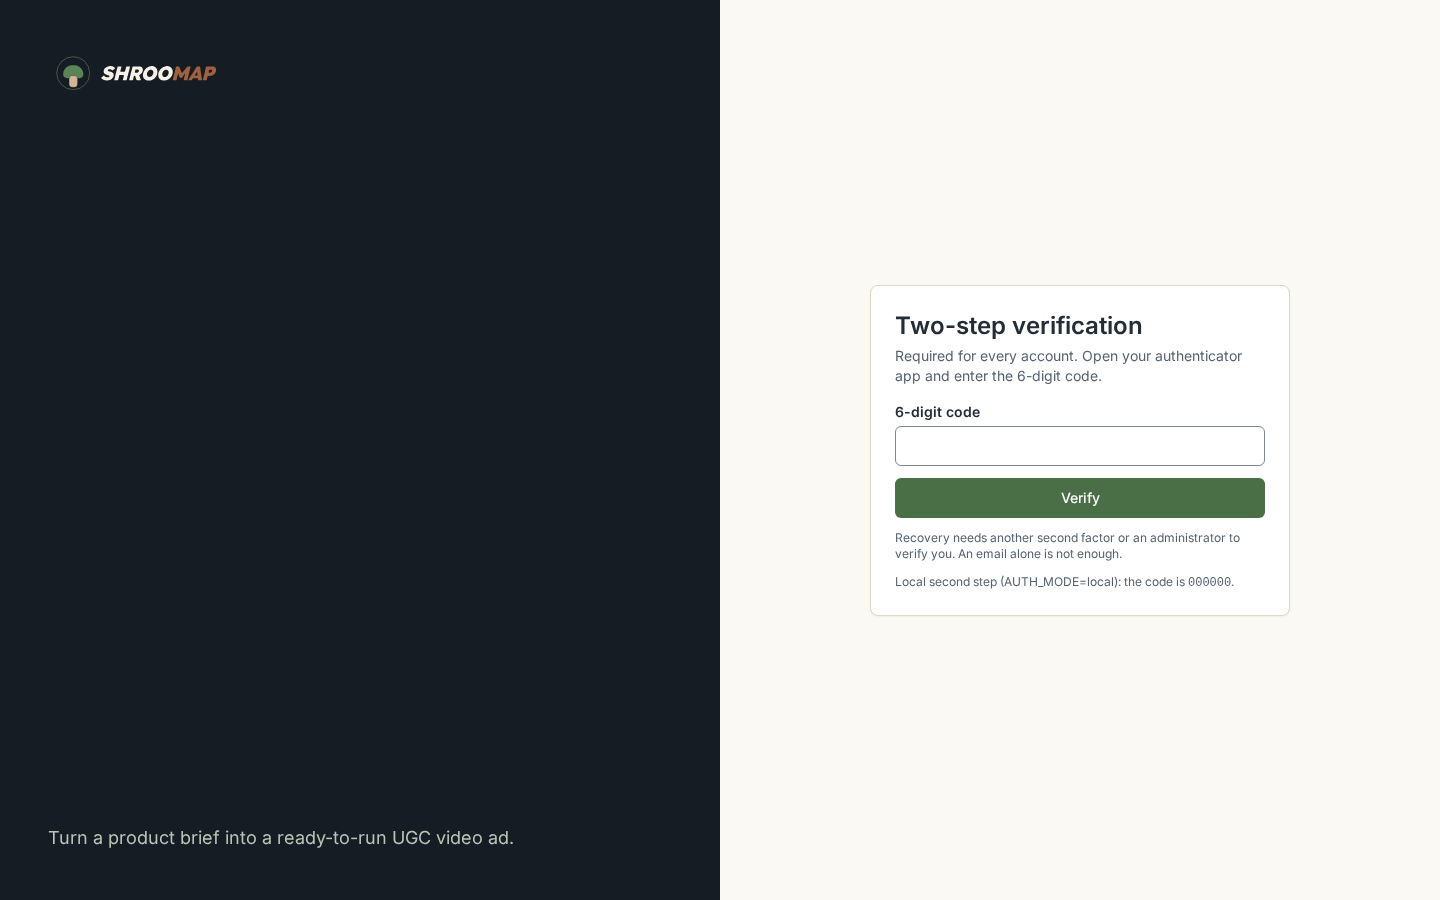 SHROOMAP
Turn a product brief into a ready-to-run UGC video ad.
Two-step verification
Required for every account. Open your authenticator
app and enter the 6-digit code.
6-digit code
Verify
Recovery needs another second factor or an administrator to
verify you. An email alone is not enough.
Local second step (AUTH_MODE=local): the code is 000000.